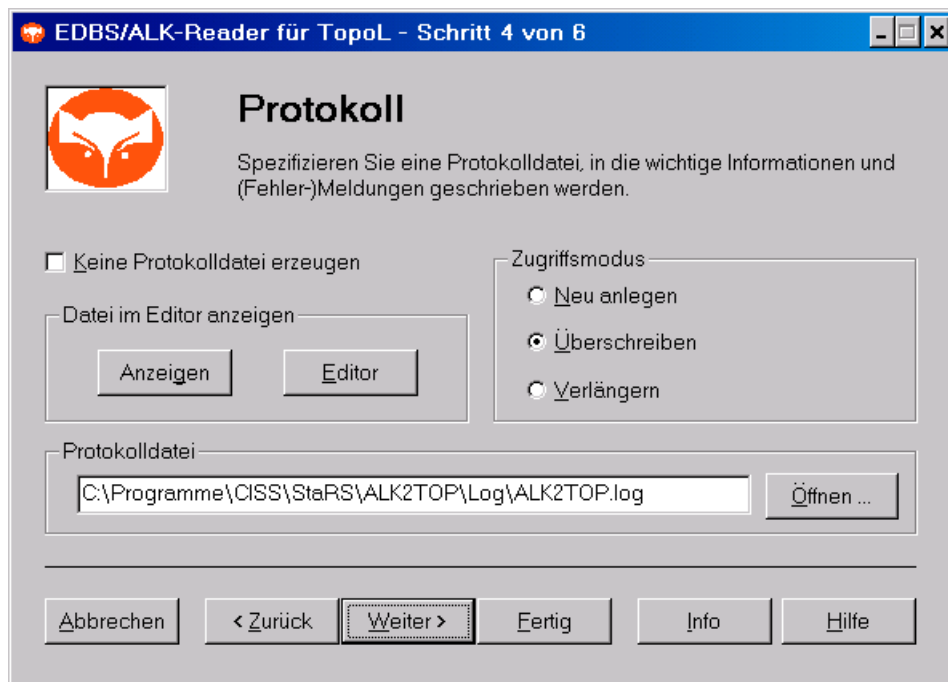 EDBS/ALK-Reader für TopoL - Schritt 4 von 6
Protokoll
Spezifizieren Sie eine Protokolldatei, in die wichtige Informationen und
(Fehler-)Meldungen geschrieben werden.
Keine Protokolldatei erzeugen
Datei im Editor anzeigen
Anzeigen
Editor
Zugriffsmodus
Neu anlegen
Überschreiben
Verlängern
Protokolldatei
C:\Programme\CISS\StaRS\ALK2TOP\Log\ALK2TOP.log
Öffnen ...
Abbrechen
< Zurück
Weiter >
Fertig
Info
Hilfe